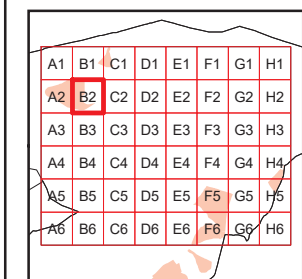 A1 B1 C1 D1 E1 F1 G1 H1
A2 B2 C2 D2 E2 F2 G2 H2
A3 B3 C3 D3 E3 F3 G3 H3
A4 B4 C4 D4 E4 F4 G4 H4
A5 B5 C5 D5 E5 F5 G5 H5
A6 B6 C6 D6 E6 F6 G6 H6